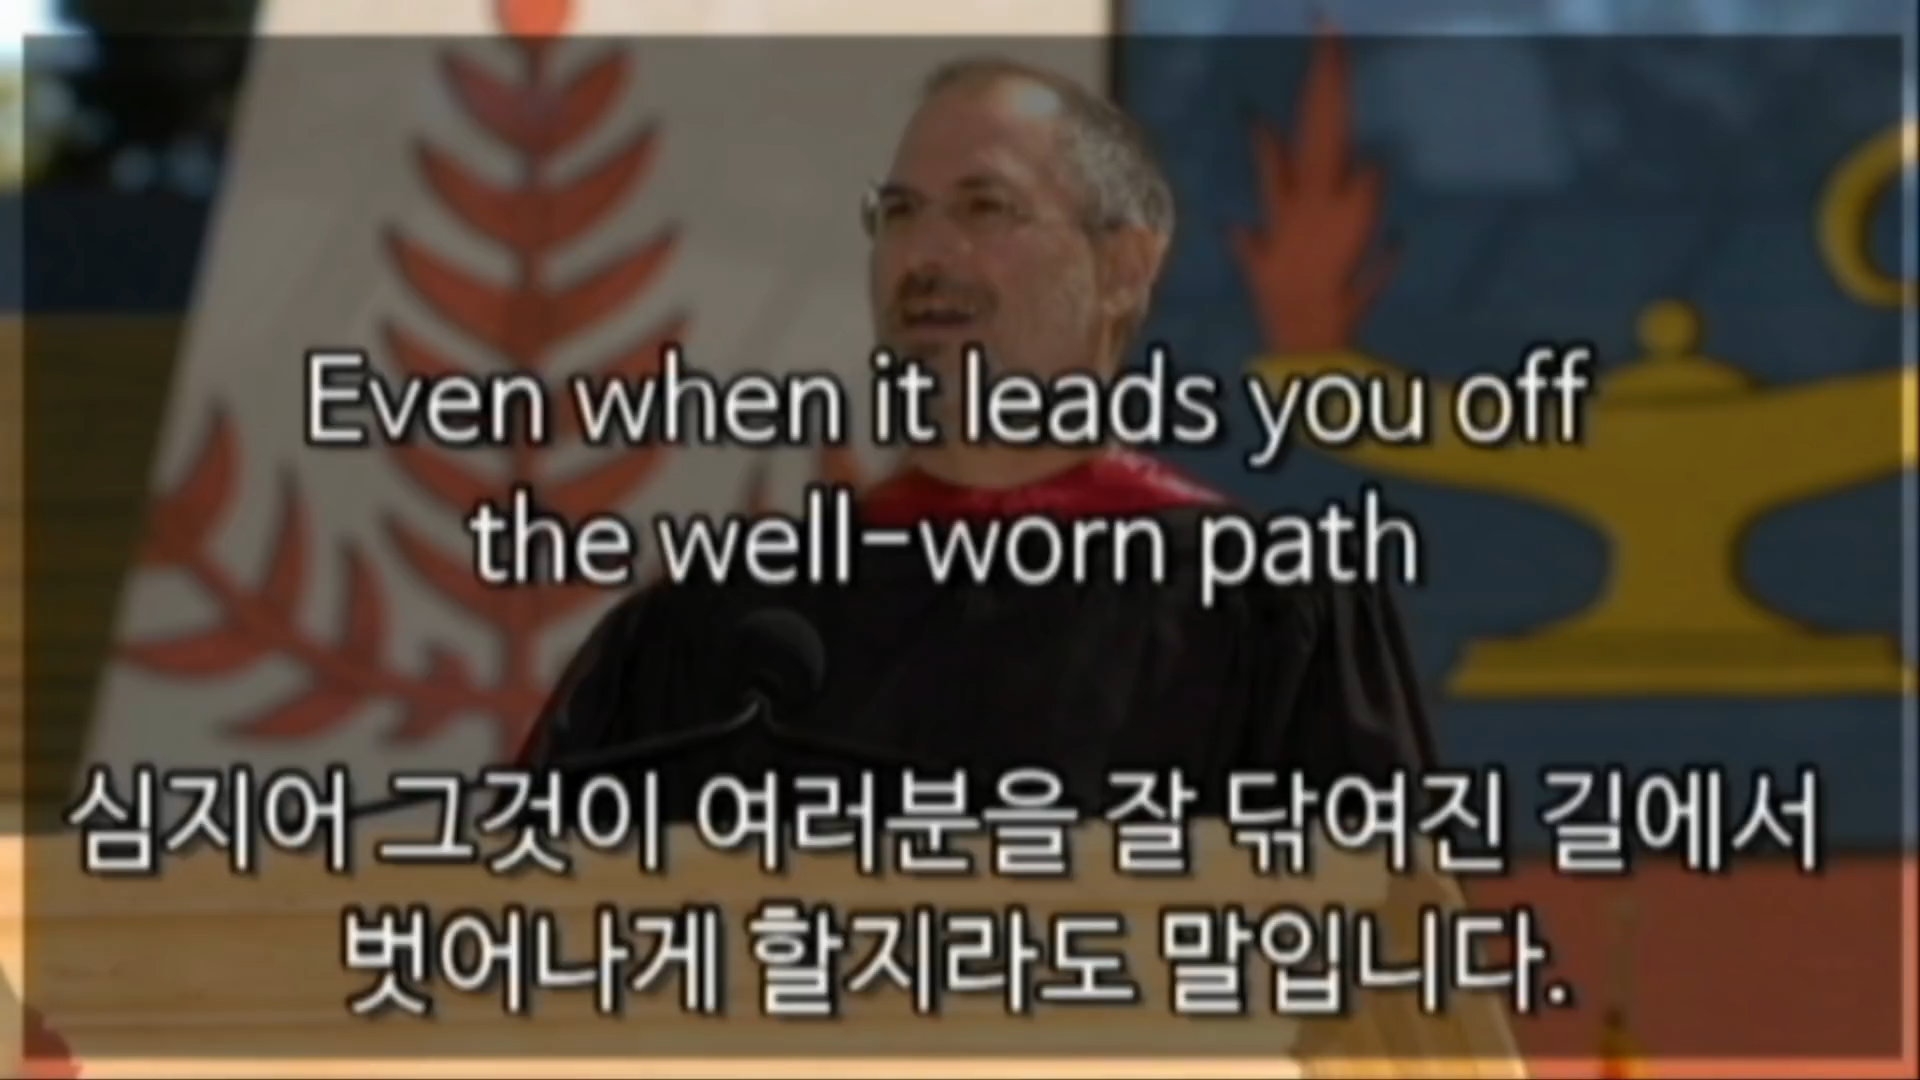 Even when it leads you off
the well-worn path
심지어 그것이 여러분을 잘 닦여진 길에서
벗어나게 할지라도 말입니다.